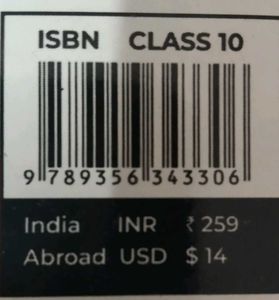 ISBN CLASS 10
9 789356 343306
India INR ₹ 259
Abroad USD $ 14